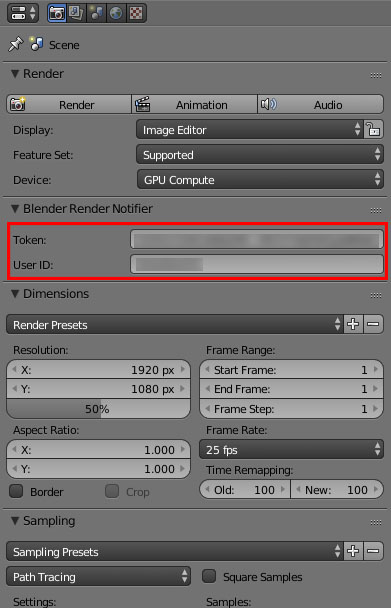 Scene
Render
Render Animation Audio
Display: Image Editor
Feature Set: Supported
Device: GPU Compute
Blender Render Notifier
Token:
User ID:
Dimensions
Render Presets
Resolution: Frame Range:
X: 1920 px Start Frame: 1
Y: 1080 px End Frame: 1
50% Frame Step: 1
Aspect Ratio: Frame Rate:
X: 1.000 25 fps
Y: 1.000 Time Remapping:
Border Crop Old: 100 New: 100
Sampling
Sampling Presets
Path Tracing Square Samples
Settings: Samples: